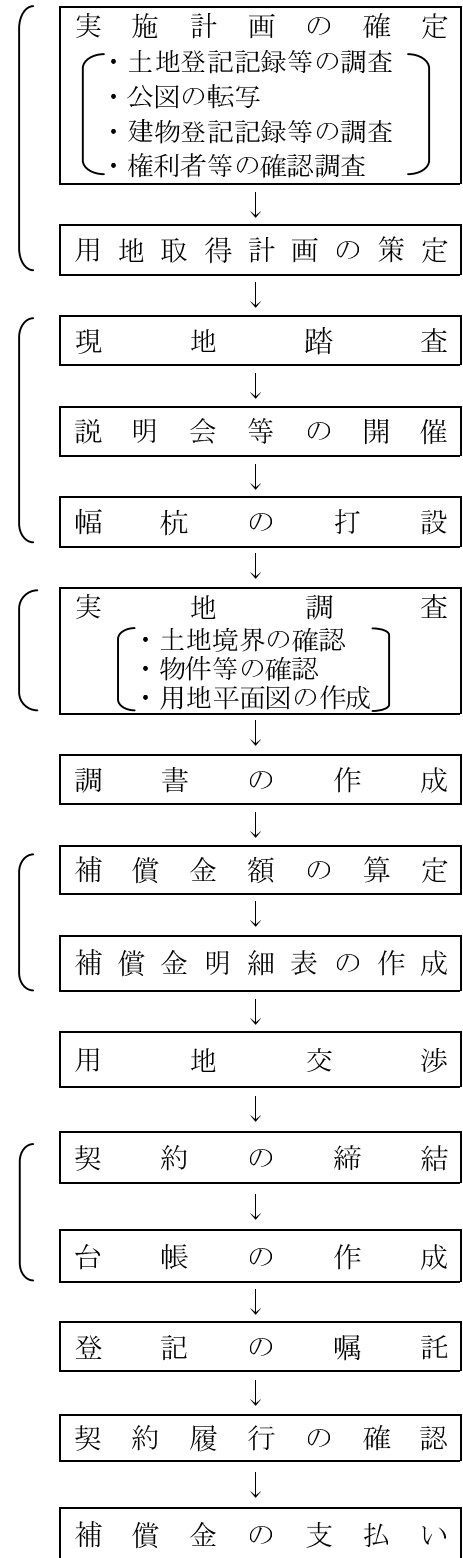 実施計画の確定
・土地登記記録等の調査
・公図の転写
・建物登記記録等の調査
・権利者等の確認調査
↓
用地取得計画の策定
↓
現地踏査
↓
説明会等の開催
↓
幅杭の打設
↓
実地調査
・土地境界の確認
・物件等の確認
・用地平面図の作成
↓
調書の作成
↓
補償金額の算定
↓
補償金明細表の作成
↓
用地交渉
↓
契約の締結
↓
台帳の作成
↓
登記の嘱託
↓
契約履行の確認
↓
補償金の支払い